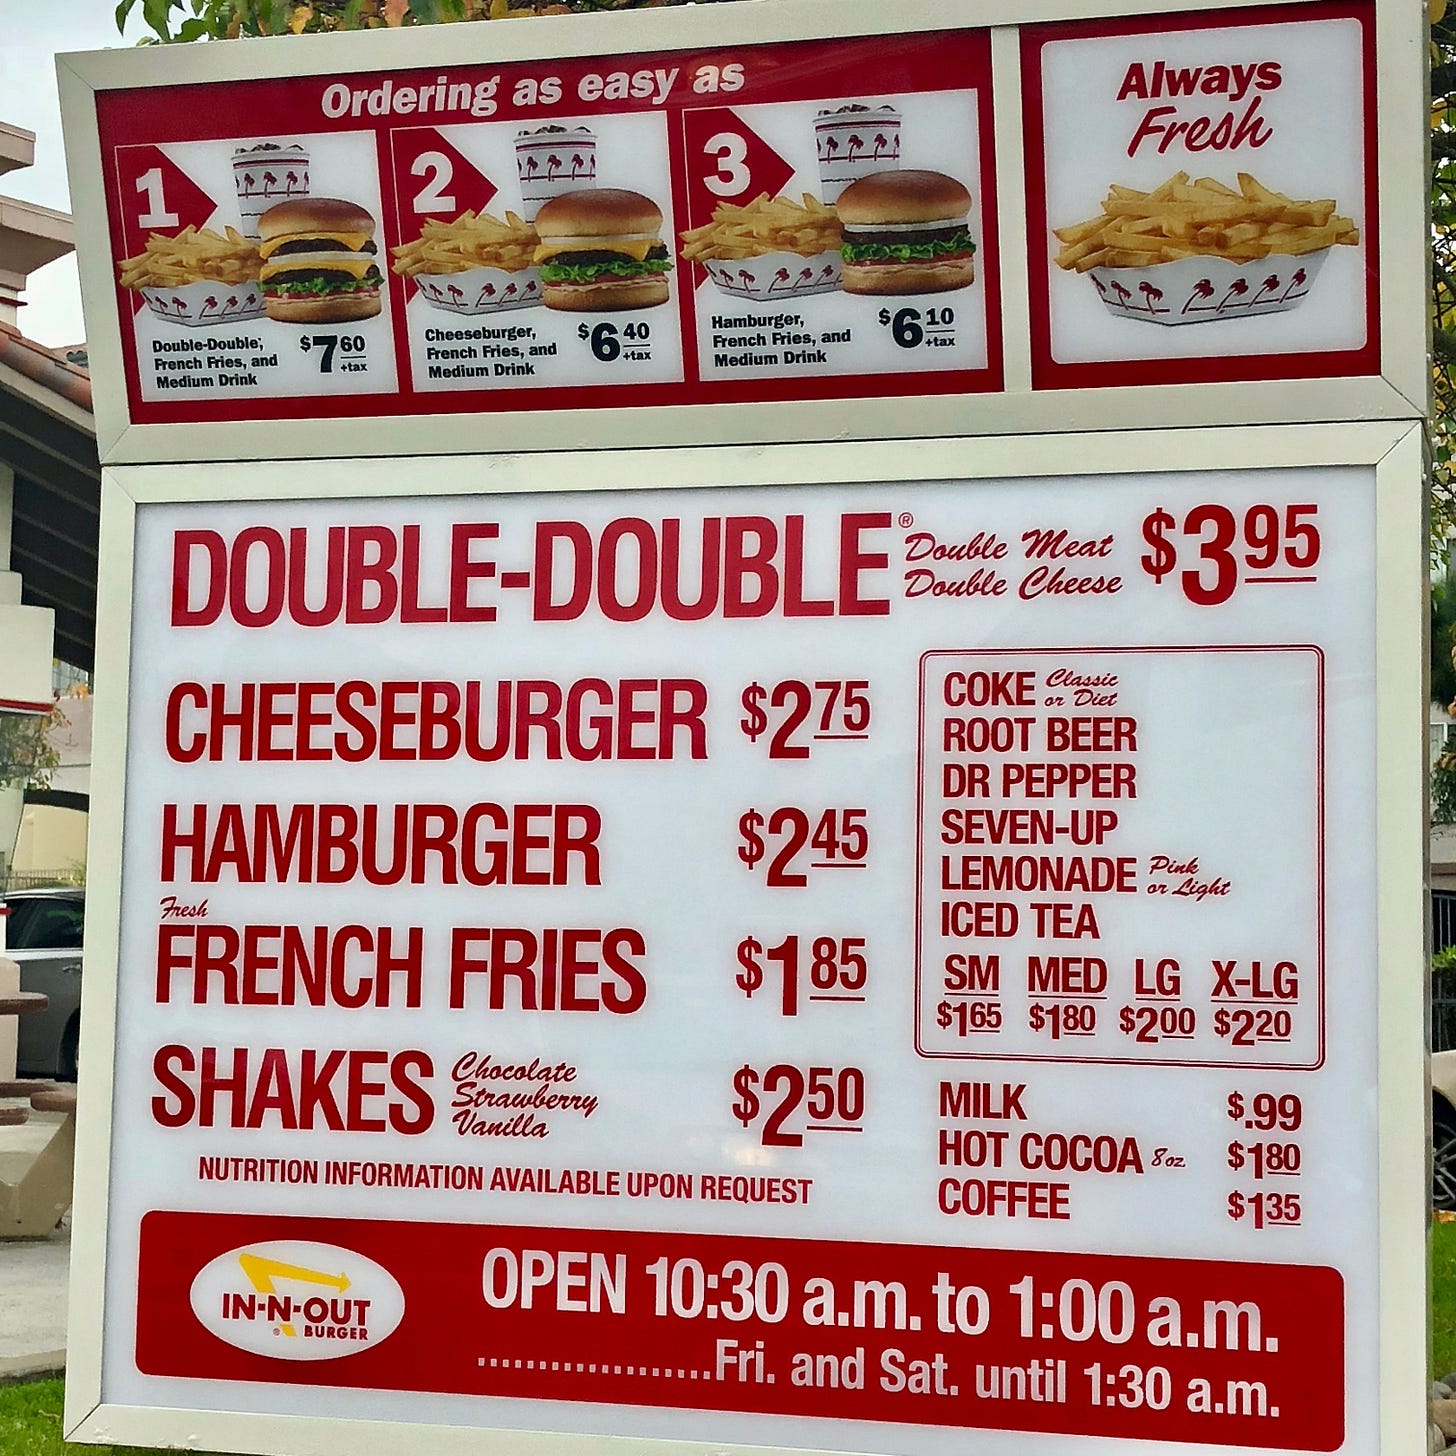 Ordering as easy as
1
Double-Double,
French Fries, and
Medium Drink
$7 60
+tax
2
Cheeseburger,
French Fries, and
Medium Drink
$6 40
+tax
3
Hamburger,
French Fries, and
Medium Drink
$6 10
+tax
Always
Fresh
DOUBLE-DOUBLE® Double Meat
Double Cheese
$3 95
CHEESEBURGER $2 75
HAMBURGER $2 45
Fresh
FRENCH FRIES $1 85
SHAKES Chocolate
Strawberry
Vanilla
$2 50
NUTRITION INFORMATION AVAILABLE UPON REQUEST
COKE Classic
or Diet
ROOT BEER
DR PEPPER
SEVEN-UP
LEMONADE Pink
or Light
ICED TEA
SM MED LG X-LG
$1 65 $1 80 $2 00 $2 20
MILK $.99
HOT COCOA 8 oz. $1 80
COFFEE $1 35
IN-N-OUT
® BURGER
OPEN 10:30 a.m. to 1:00 a.m.
...................Fri. and Sat. until 1:30 a.m.